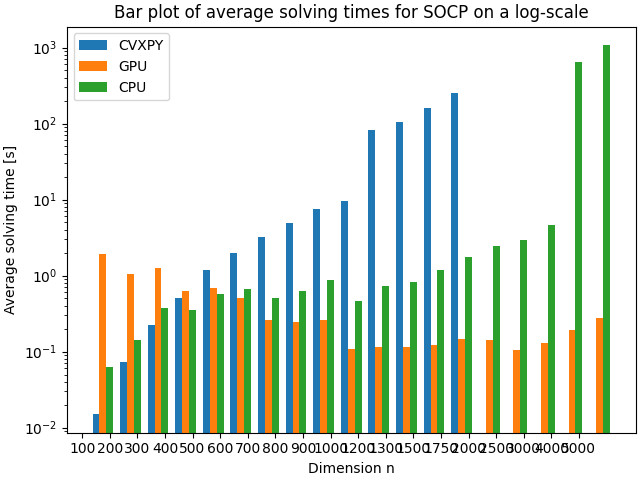 Bar plot of average solving times for SOCP on a log-scale
CVXPY
GPU
CPU
Average solving time [s]
10³
10²
10¹
10⁰
10⁻¹
10⁻²
100 200 300 400 500 600 700 800 900 1000 1200 1300 1500 1750 2000 2500 3000 4000 5000
Dimension n